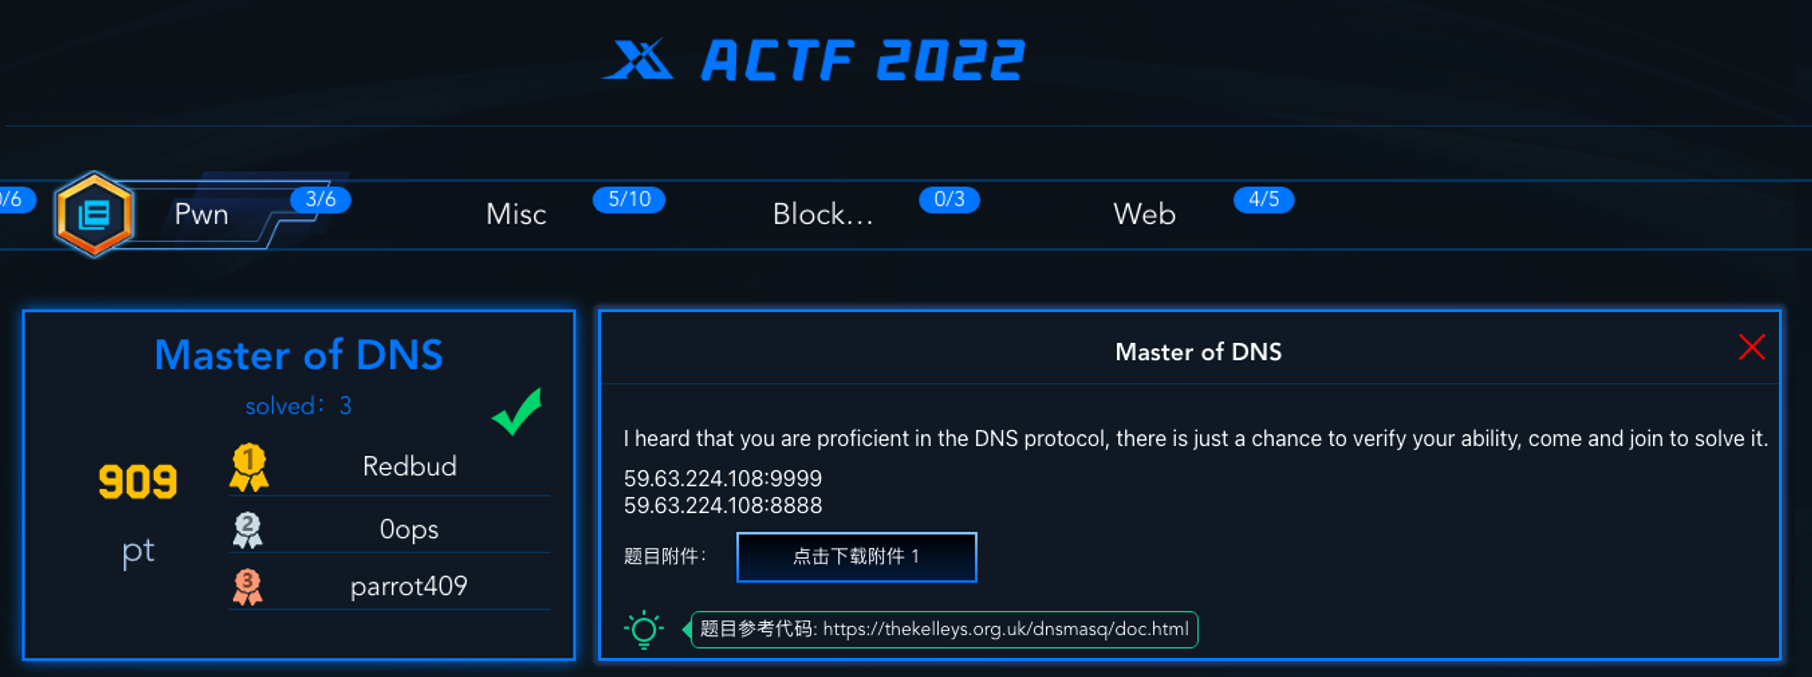 ACTF 2022
/6
Pwn 3/6 Misc 5/10 Block... 0/3 Web 4/5
Master of DNS
solved: 3
909
pt
1 Redbud
2 0ops
3 parrot409
Master of DNS
I heard that you are proficient in the DNS protocol, there is just a chance to verify your ability, come and join to solve it.
59.63.224.108:9999
59.63.224.108:8888
题目附件： 点击下载附件 1
题目参考代码: https://thekelleys.org.uk/dnsmasq/doc.html